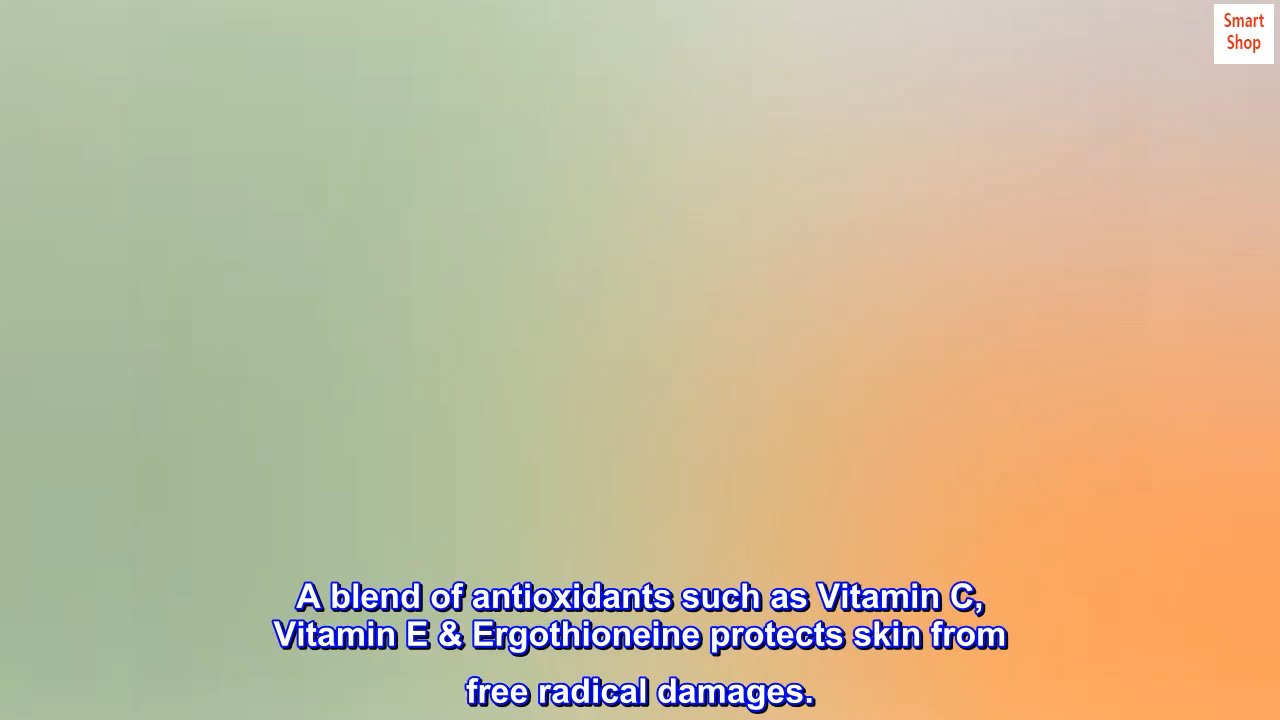 Smart
Shop
A blend of antioxidants such as Vitamin C,
Vitamin E & Ergothioneine protects skin from
free radical damages.